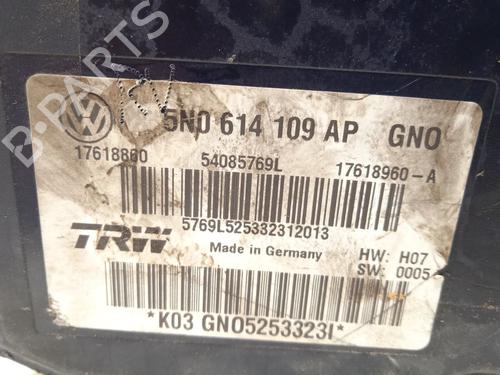 B-PARTS
5N0 614 109 AP GNO
17618860 54085769L 17618960-A
5769L525332312013
TRW
Made in Germany
HW: H07
SW: 0005
*K03 GNO5253323I*